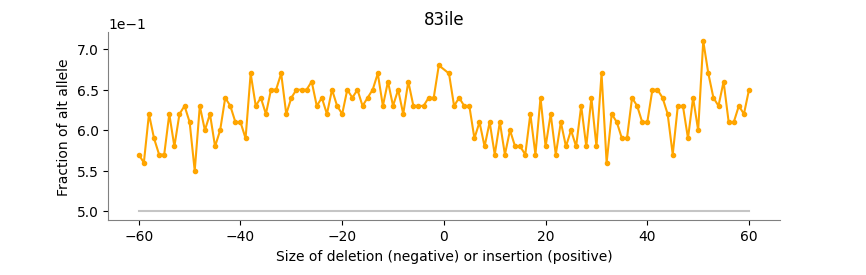 83ile
1e−1
7.0
6.5
6.0
5.5
5.0
Fraction of alt allele
−60 −40 −20 0 20 40 60
Size of deletion (negative) or insertion (positive)